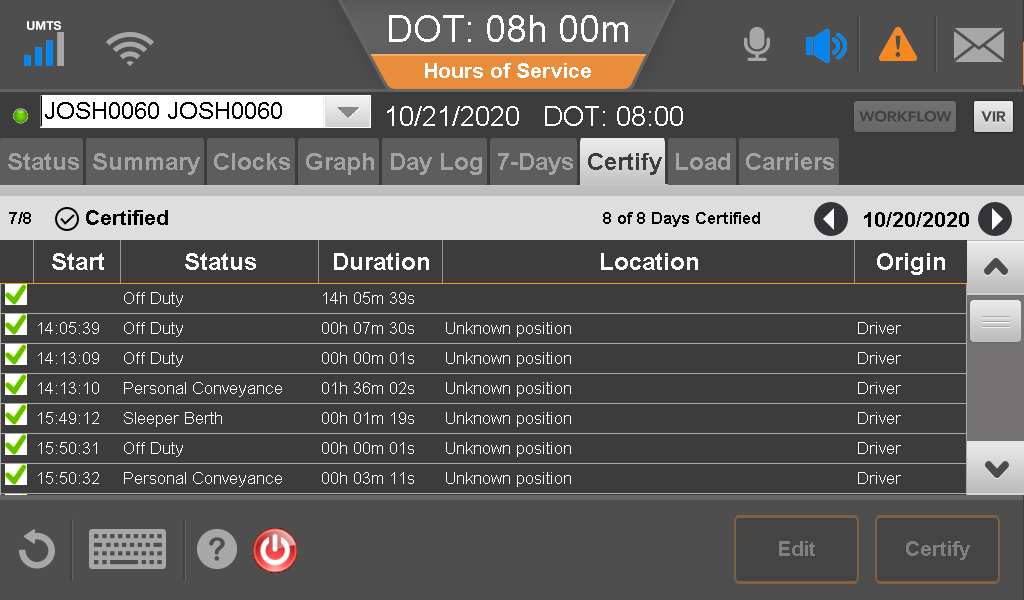 UMTS
DOT: 08h 00m
Hours of Service
JOSH0060 JOSH0060 10/21/2020 DOT: 08:00 WORKFLOW VIR
Status Summary Clocks Graph Day Log 7-Days Certify Load Carriers
7/8 Certified 8 of 8 Days Certified 10/20/2020
Start Status Duration Location Origin
Off Duty 14h 05m 39s
14:05:39 Off Duty 00h 07m 30s Unknown position Driver
14:13:09 Off Duty 00h 00m 01s Unknown position Driver
14:13:10 Personal Conveyance 01h 36m 02s Unknown position Driver
15:49:12 Sleeper Berth 00h 01m 19s Unknown position Driver
15:50:31 Off Duty 00h 00m 01s Unknown position Driver
15:50:32 Personal Conveyance 00h 03m 11s Unknown position Driver
? Edit Certify